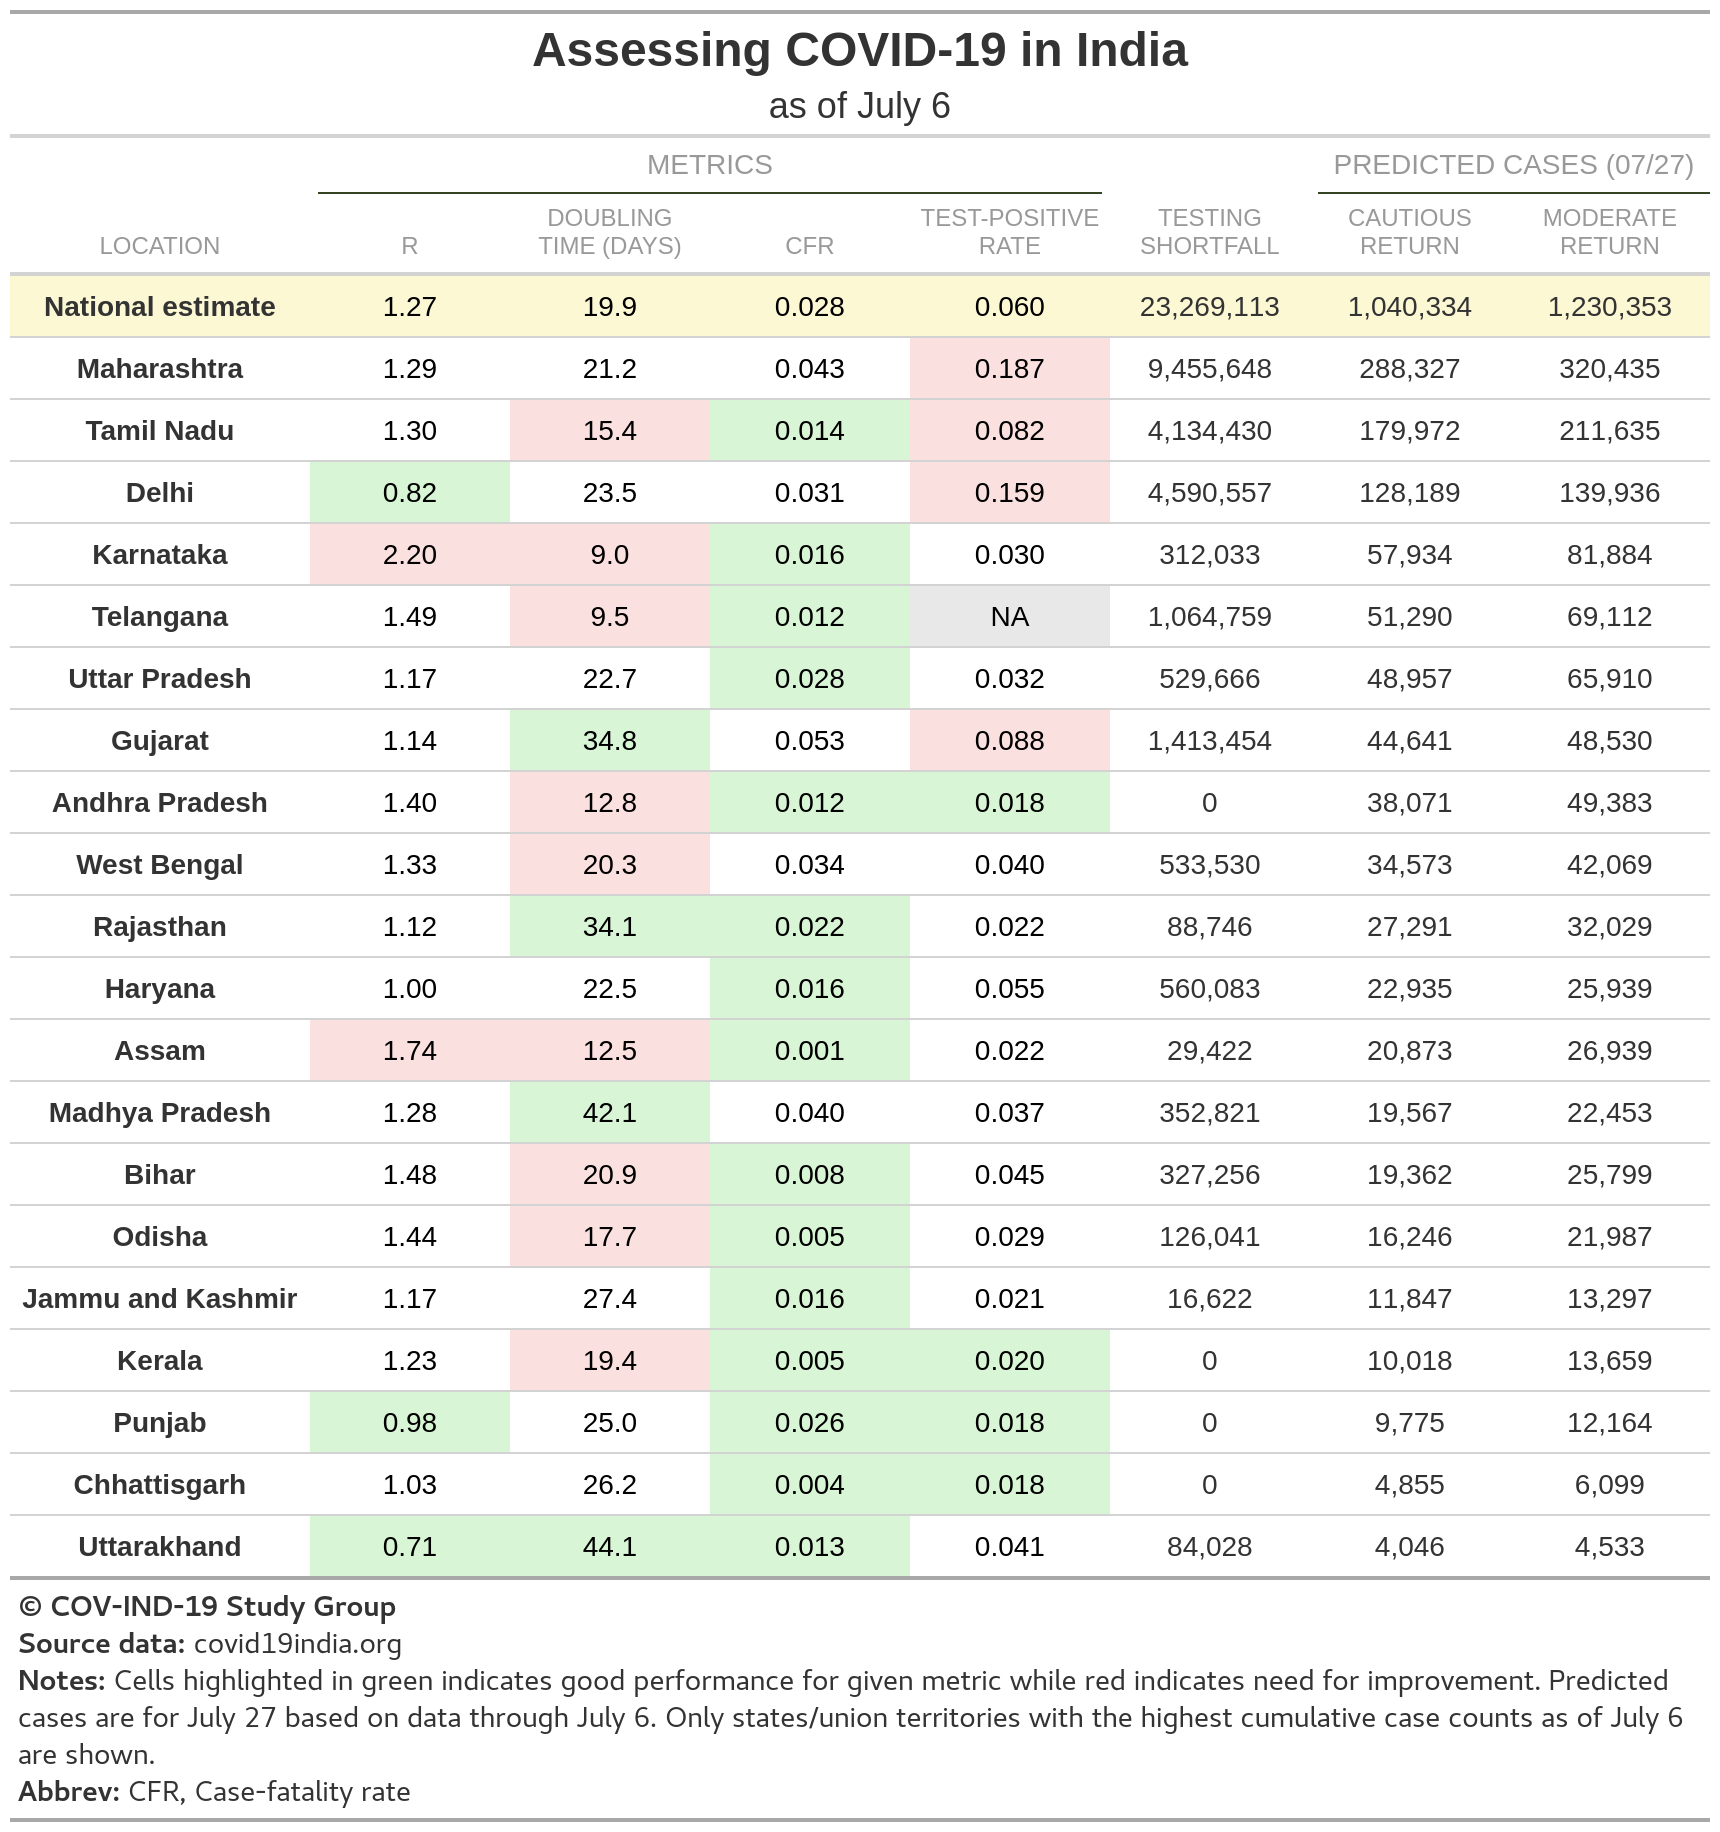 Assessing COVID-19 in India
as of July 6
METRICS PREDICTED CASES (07/27)
LOCATION R DOUBLING TIME (DAYS) CFR TEST-POSITIVE RATE TESTING SHORTFALL CAUTIOUS RETURN MODERATE RETURN
National estimate 1.27 19.9 0.028 0.060 23,269,113 1,040,334 1,230,353
Maharashtra 1.29 21.2 0.043 0.187 9,455,648 288,327 320,435
Tamil Nadu 1.30 15.4 0.014 0.082 4,134,430 179,972 211,635
Delhi 0.82 23.5 0.031 0.159 4,590,557 128,189 139,936
Karnataka 2.20 9.0 0.016 0.030 312,033 57,934 81,884
Telangana 1.49 9.5 0.012 NA 1,064,759 51,290 69,112
Uttar Pradesh 1.17 22.7 0.028 0.032 529,666 48,957 65,910
Gujarat 1.14 34.8 0.053 0.088 1,413,454 44,641 48,530
Andhra Pradesh 1.40 12.8 0.012 0.018 0 38,071 49,383
West Bengal 1.33 20.3 0.034 0.040 533,530 34,573 42,069
Rajasthan 1.12 34.1 0.022 0.022 88,746 27,291 32,029
Haryana 1.00 22.5 0.016 0.055 560,083 22,935 25,939
Assam 1.74 12.5 0.001 0.022 29,422 20,873 26,939
Madhya Pradesh 1.28 42.1 0.040 0.037 352,821 19,567 22,453
Bihar 1.48 20.9 0.008 0.045 327,256 19,362 25,799
Odisha 1.44 17.7 0.005 0.029 126,041 16,246 21,987
Jammu and Kashmir 1.17 27.4 0.016 0.021 16,622 11,847 13,297
Kerala 1.23 19.4 0.005 0.020 0 10,018 13,659
Punjab 0.98 25.0 0.026 0.018 0 9,775 12,164
Chhattisgarh 1.03 26.2 0.004 0.018 0 4,855 6,099
Uttarakhand 0.71 44.1 0.013 0.041 84,028 4,046 4,533
© COV-IND-19 Study Group
Source data: covid19india.org
Notes: Cells highlighted in green indicates good performance for given metric while red indicates need for improvement. Predicted
cases are for July 27 based on data through July 6. Only states/union territories with the highest cumulative case counts as of July 6
are shown.
Abbrev: CFR, Case-fatality rate